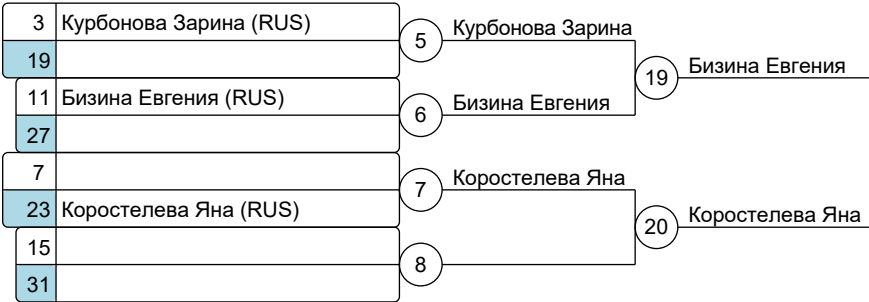 3 Курбонова Зарина (RUS)
19
5 Курбонова Зарина
11 Бизина Евгения (RUS)
27
6 Бизина Евгения
19 Бизина Евгения
7
23 Коростелева Яна (RUS)
7 Коростелева Яна
15
31
8
20 Коростелева Яна